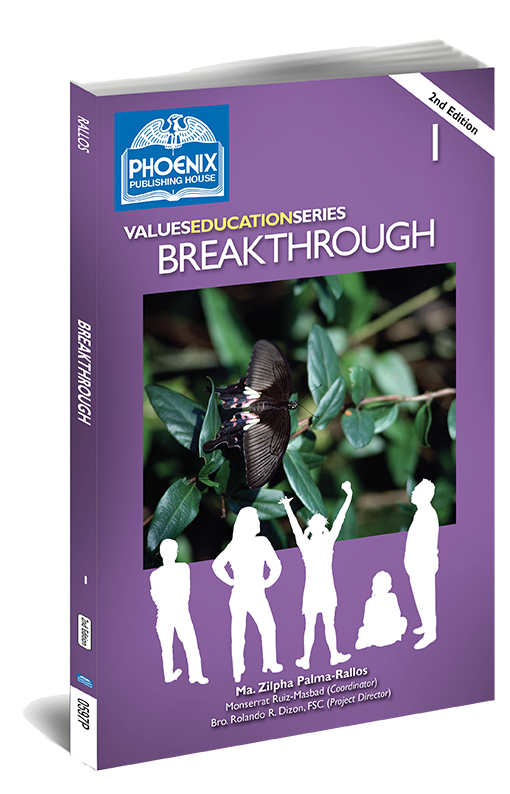 RALLOS
BREAKTHROUGH
I
2nd Edition
0597P
PHOENIX
PUBLISHING HOUSE
2nd Edition
I
VALUESEDUCATIONSERIES
BREAKTHROUGH
Ma. Zilpha Palma-Rallos
Monserrat Ruiz-Masbad (Coordinator)
Bro. Rolando R. Dizon, FSC (Project Director)